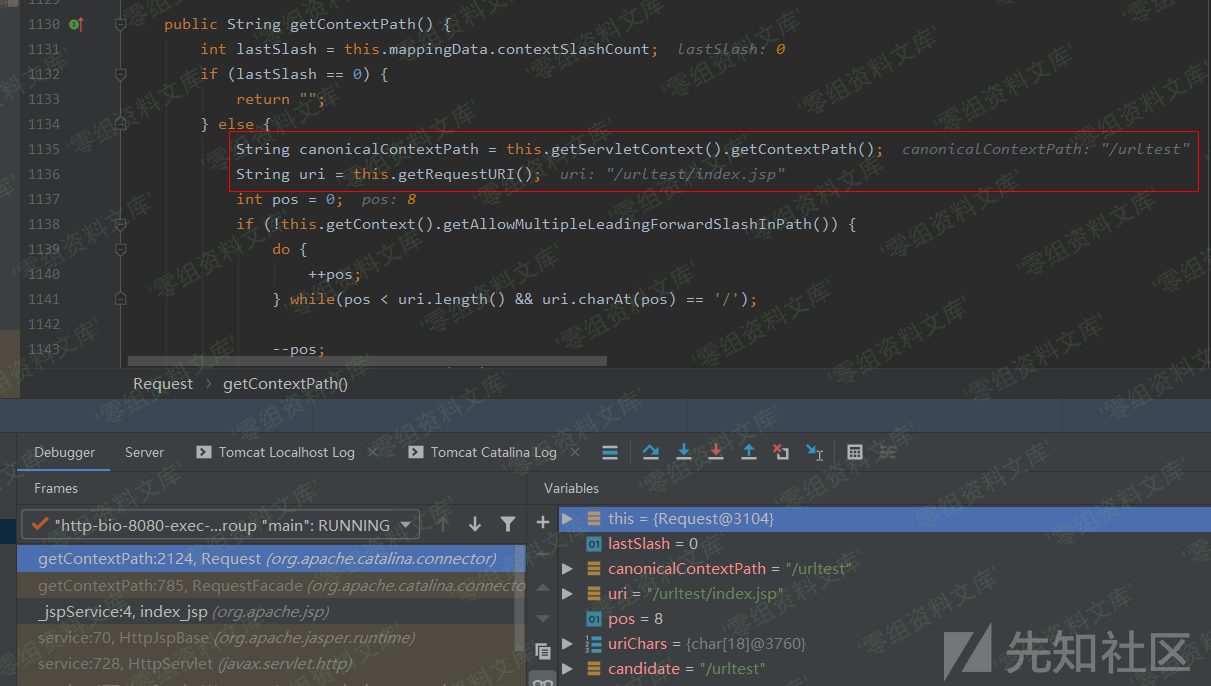 1129
1130 public String getContextPath() {
1131 int lastSlash = this.mappingData.contextSlashCount; lastSlash: 0
1132 if (lastSlash == 0) {
1133 return "";
1134 } else {
1135 String canonicalContextPath = this.getServletContext().getContextPath(); canonicalContextPath: "/urltest"
1136 String uri = this.getRequestURI(); uri: "/urltest/index.jsp"
1137 int pos = 0; pos: 8
1138 if (!this.getContext().getAllowMultipleLeadingForwardSlashInPath()) {
1139 do {
1140 ++pos;
1141 } while(pos < uri.length() && uri.charAt(pos) == '/');
1142
1143 --pos;
Request › getContextPath()
Debugger Server Tomcat Localhost Log Tomcat Catalina Log
Frames Variables
"http-bio-8080-exec-...roup "main": RUNNING
getContextPath:2124, Request (org.apache.catalina.connector)
getContextPath:785, RequestFacade (org.apache.catalina.connecto
_jspService:4, index_jsp (org.apache.jsp)
service:70, HttpJspBase (org.apache.jasper.runtime)
service:728, HttpServlet (javax.servlet.http)
this = {Request@3104}
lastSlash = 0
canonicalContextPath = "/urltest"
uri = "/urltest/index.jsp"
pos = 8
uriChars = {char[18]@3760}
candidate = "/urltest"
'零组资料文库'
先知社区